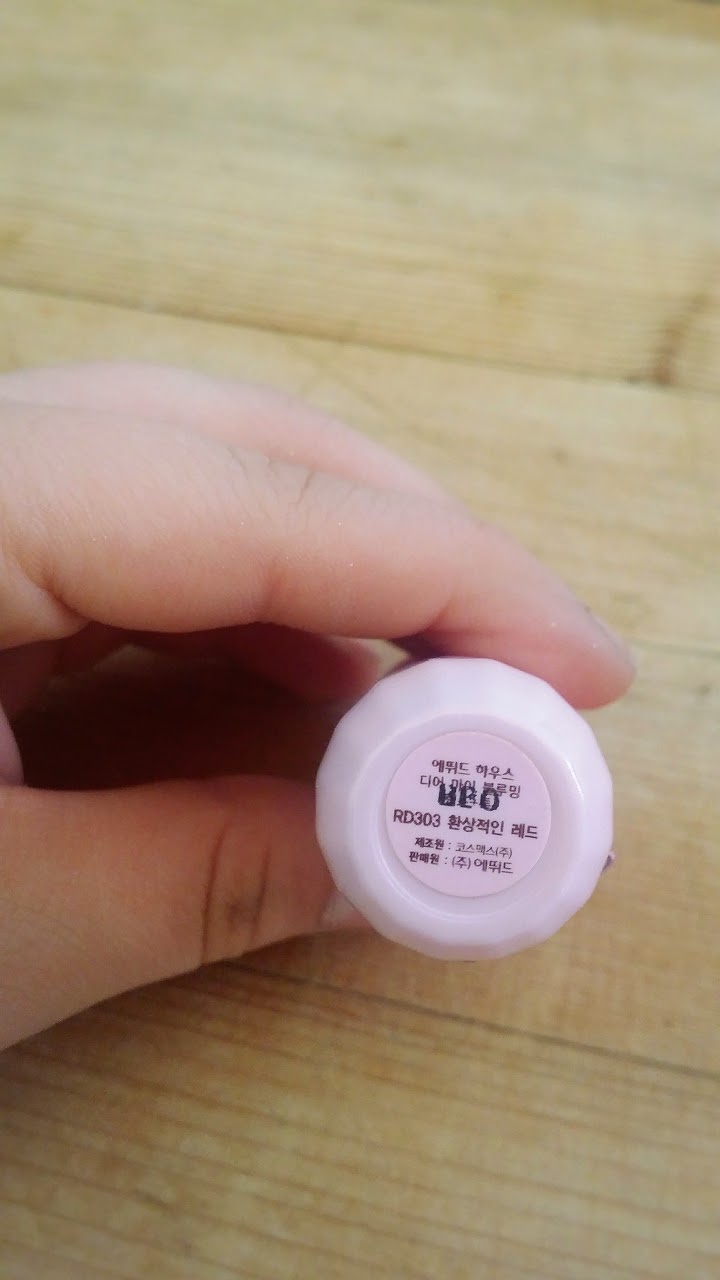 에뛰드 하우스
디어 마이 블루밍
RD303 환상적인 레드
제조원 : 코스맥스(주)
판매원 : (주)에뛰드